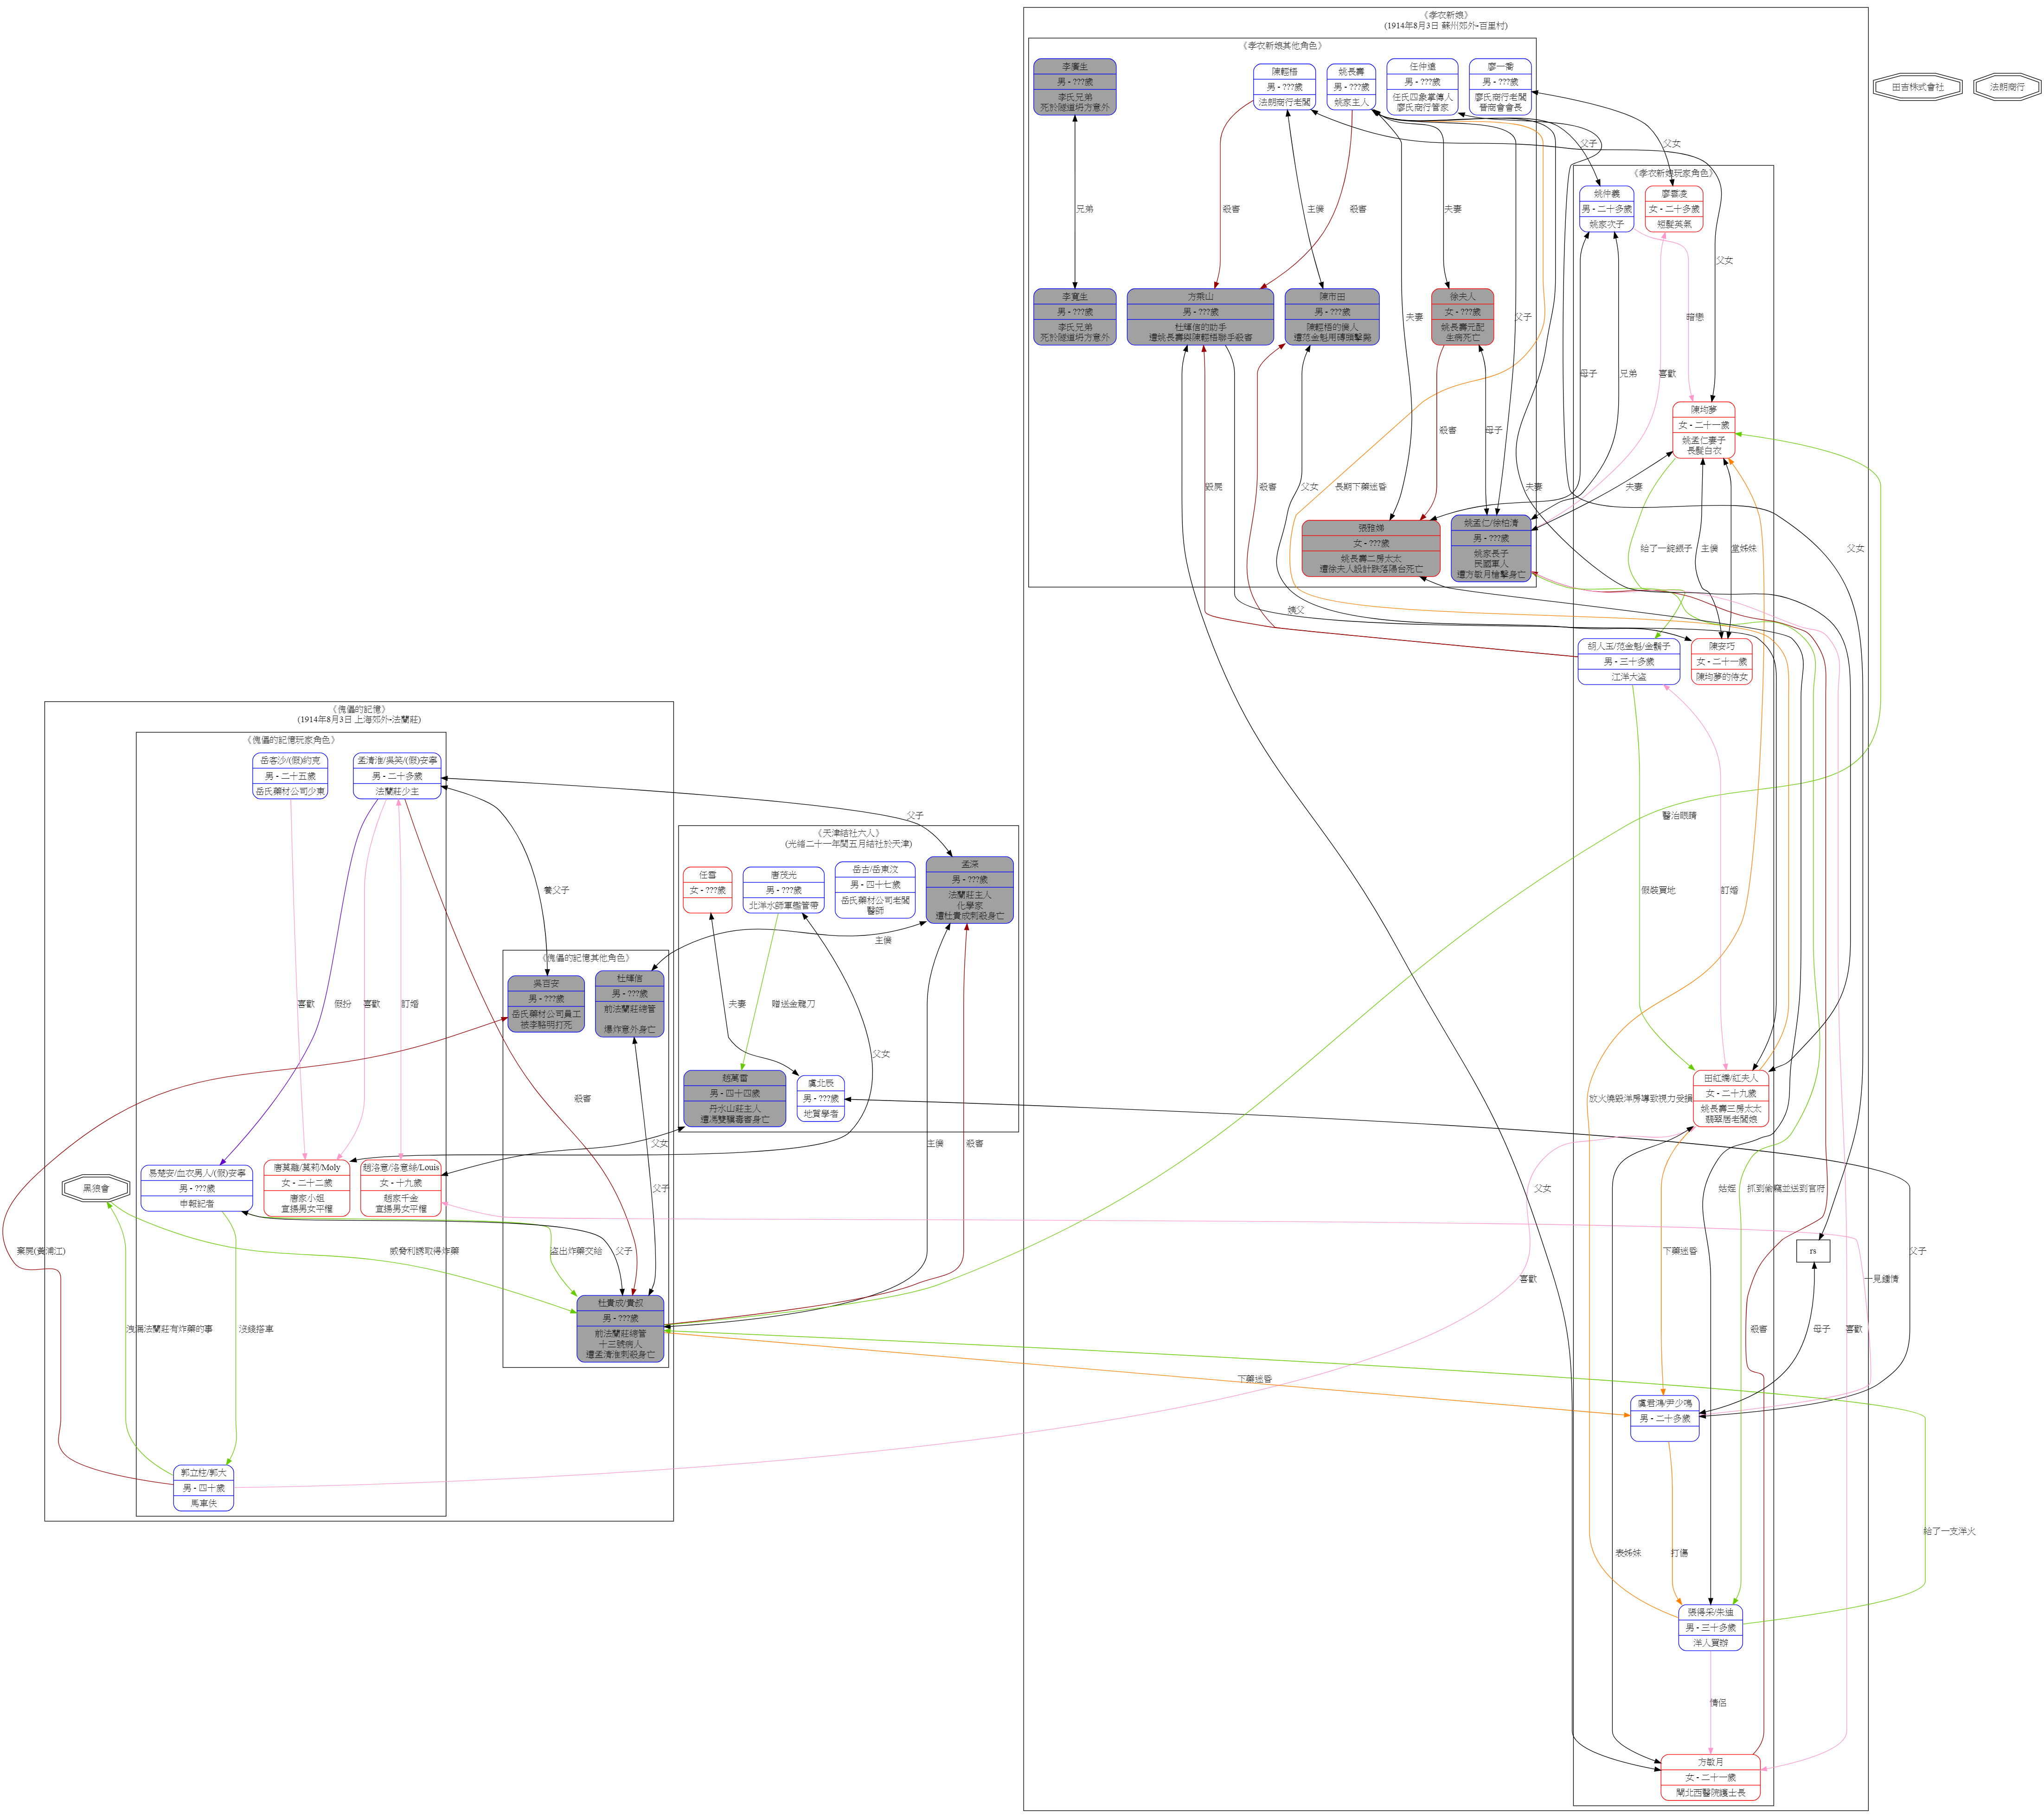 《孝衣新娘》
(1914年8月3日 蘇州郊外-百里村)
《孝衣新娘其他角色》
李廣生
男 - ???歲
李氏兄弟
死於隧道坍方意外
陳輕梧
男 - ???歲
法朗商行老闆
姚長壽
男 - ???歲
姚家主人
任仲遠
男 - ???歲
任氏四象掌傳人
廖氏商行管家
廖一喬
男 - ???歲
廖氏商行老闆
晉商會會長
田吉株式會社
法朗商行
父子
父女
《孝衣新娘玩家角色》
姚仲義
男 - 二十多歲
姚家次子
廖雲凌
女 - 二十多歲
短髮英氣
兄弟
殺害
主僕
殺害
夫妻
父女
李寬生
男 - ???歲
李氏兄弟
死於隧道坍方意外
方秉山
男 - ???歲
杜輝信的助手
遭姚長壽與陳輕梧聯手殺害
陳市田
男 - ???歲
陳輕梧的僕人
遭范金魁用磚頭擊斃
徐夫人
女 - ???歲
姚長壽元配
生病死亡
夫妻
父子
暗戀
母子
兄弟
喜歡
陳均夢
女 - 二十一歲
姚孟仁妻子
長髮白衣
殺害
母子
毀屍
殺害
父女
長期下藥迷昏
夫妻
夫妻
張雅娣
女 - ???歲
姚長壽二房太太
遭徐夫人設計跌落陽台死亡
姚孟仁/徐柏清
男 - ???歲
姚家長子
民國軍人
遭方敏月槍擊身亡
給了一錠銀子
主僕
堂姊妹
父女
姨父
胡人玉/范金魁/金鬍子
男 - 三十多歲
江洋大盜
陳安巧
女 - 二十一歲
陳均夢的侍女
《傀儡的記憶》
(1914年8月3日 上海郊外-法蘭莊)
《傀儡的記憶玩家角色》
岳客沙/(假)約克
男 - 二十五歲
岳氏藥材公司少東
孟清淮/吳笑/(假)安寧
男 - 二十多歲
法蘭莊少主
父子
醫治眼睛
《天津結社六人》
(光緒二十一年閏五月結社於天津)
任雪
女 - ???歲
唐茂光
男 - ???歲
北洋水師軍艦管帶
岳古/岳東汶
男 - 四十七歲
岳氏藥材公司老闆
醫師
孟深
男 - ???歲
法蘭莊主人
化學家
遭杜貴成刺殺身亡
養父子
假裝買地
訂婚
主僕
《傀儡的記憶其他角色》
吳百安
男 - ???歲
岳氏藥材公司員工
被李駱明打死
杜輝信
男 - ???歲
前法蘭莊總管
爆炸意外身亡
喜歡
假扮
喜歡
訂婚
夫妻
贈送金龍刀
父女
趙萬雷
男 - 四十四歲
丹水山莊主人
遭馮雙驥毒害身亡
虞北辰
男 - ???歲
地質學者
田紅嫻/紅夫人
女 - 二十九歲
姚長壽三房太太
翡翠居老闆娘
放火燒毀洋房導致視力受損
殺害
父女
主僕
殺害
黑狼會
易楚安/血衣男人/(假)安寧
男 - ???歲
申報記者
唐莫離/莫莉/Moly
女 - 二十二歲
唐家小姐
宣揚男女平權
趙洛意/洛意絲/Louis
女 - 十九歲
趙家千金
宣揚男女平權
父子
父女
姑姪
抓到偷竊並送到官府
棄屍(黃浦江)
威脅利誘取得炸藥
盜出炸藥交給
父子
下藥迷昏
rs
父子
喜歡
一見鍾情
杜貴成/貴叔
男 - ???歲
前法蘭莊總管
十三號病人
遭孟清淮刺殺身亡
洩漏法蘭莊有炸藥的事
沒錢搭車
殺害
母子
喜歡
下藥迷昏
虞君鴻/尹少鳴
男 - 二十多歲
郭立柱/郭大
男 - 四十歲
馬車伕
給了一支洋火
表姊妹
打傷
張得采/朱迪
男 - 三十多歲
洋人買辦
情侶
方敏月
女 - 二十一歲
閘北西醫院護士長